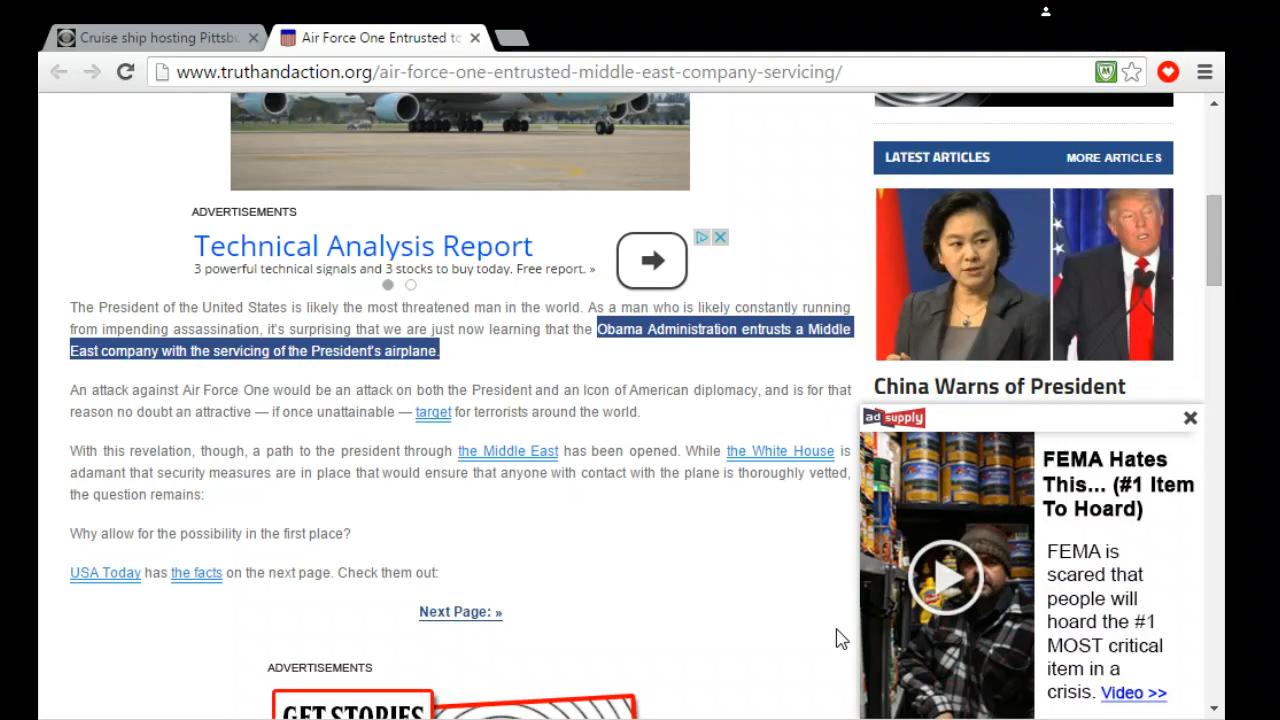 Cruise ship hosting Pittsbu
Air Force One Entrusted to
www.truthandaction.org/air-force-one-entrusted-middle-east-company-servicing/
ADVERTISEMENTS
Technical Analysis Report
3 powerful technical signals and 3 stocks to buy today. Free report. »
The President of the United States is likely the most threatened man in the world. As a man who is likely constantly running
from impending assassination, it's surprising that we are just now learning that the Obama Administration entrusts a Middle
East company with the servicing of the President's airplane.
An attack against Air Force One would be an attack on both the President and an Icon of American diplomacy, and is for that
reason no doubt an attractive — if once unattainable — target for terrorists around the world.
With this revelation, though, a path to the president through the Middle East has been opened. While the White House is
adamant that security measures are in place that would ensure that anyone with contact with the plane is thoroughly vetted,
the question remains:
Why allow for the possibility in the first place?
USA Today has the facts on the next page. Check them out:
Next Page: »
ADVERTISEMENTS
GET STORIES
LATEST ARTICLES
MORE ARTICLES
China Warns of President
ad supply
FEMA Hates
This... (#1 Item
To Hoard)
FEMA is
scared that
people will
hoard the #1
MOST critical
item in a
crisis. Video >>